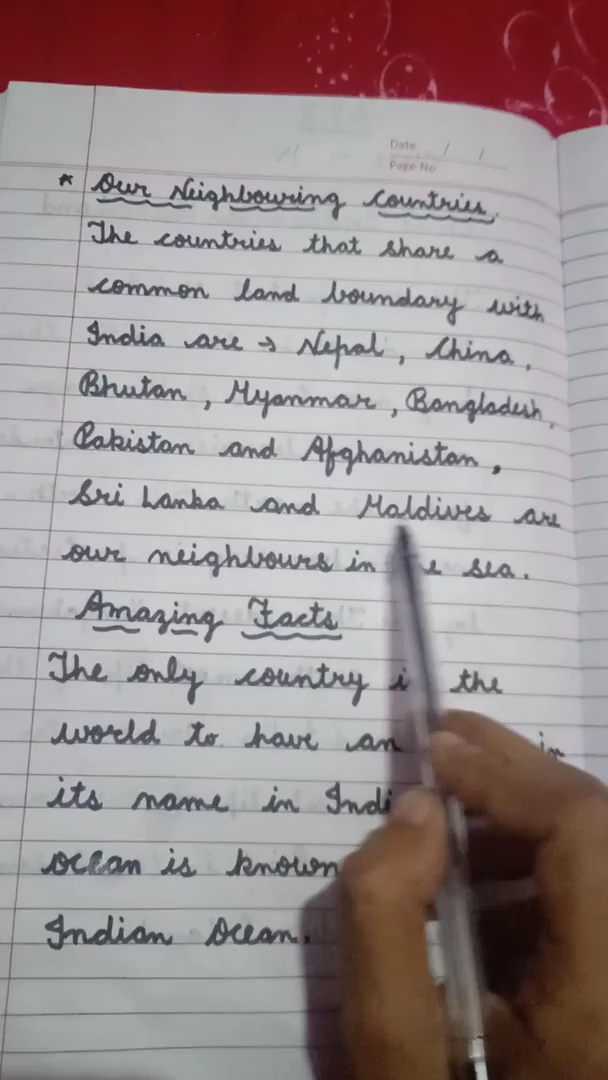 Date / /
Page No
* Our Neighbouring Countries.
The countries that share a
common land boundary with
India are → Nepal, China,
Bhutan, Myanmar, Bangladesh,
Pakistan and Afghanistan,
Sri Lanka and Maldives are
our neighbours in sea.
Amazing Facts
The only country the
world to have an in
its name in
ocean is known
Indian Ocean.